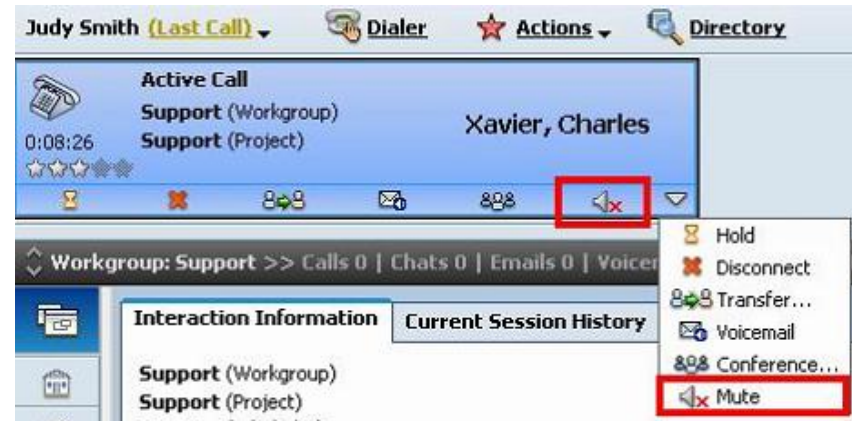 Judy Smith (Last Call) Dialer Actions Directory
Active Call
Support (Workgroup)
Xavier, Charles
0:08:26 Support (Project)
Hold
Workgroup: Support >> Calls 0 | Chats 0 | Emails 0 |
Disconnect
Transfer...
Interaction Information Current Session History
Voicemail
Conference...
Support (Workgroup)
Mute
Support (Project)